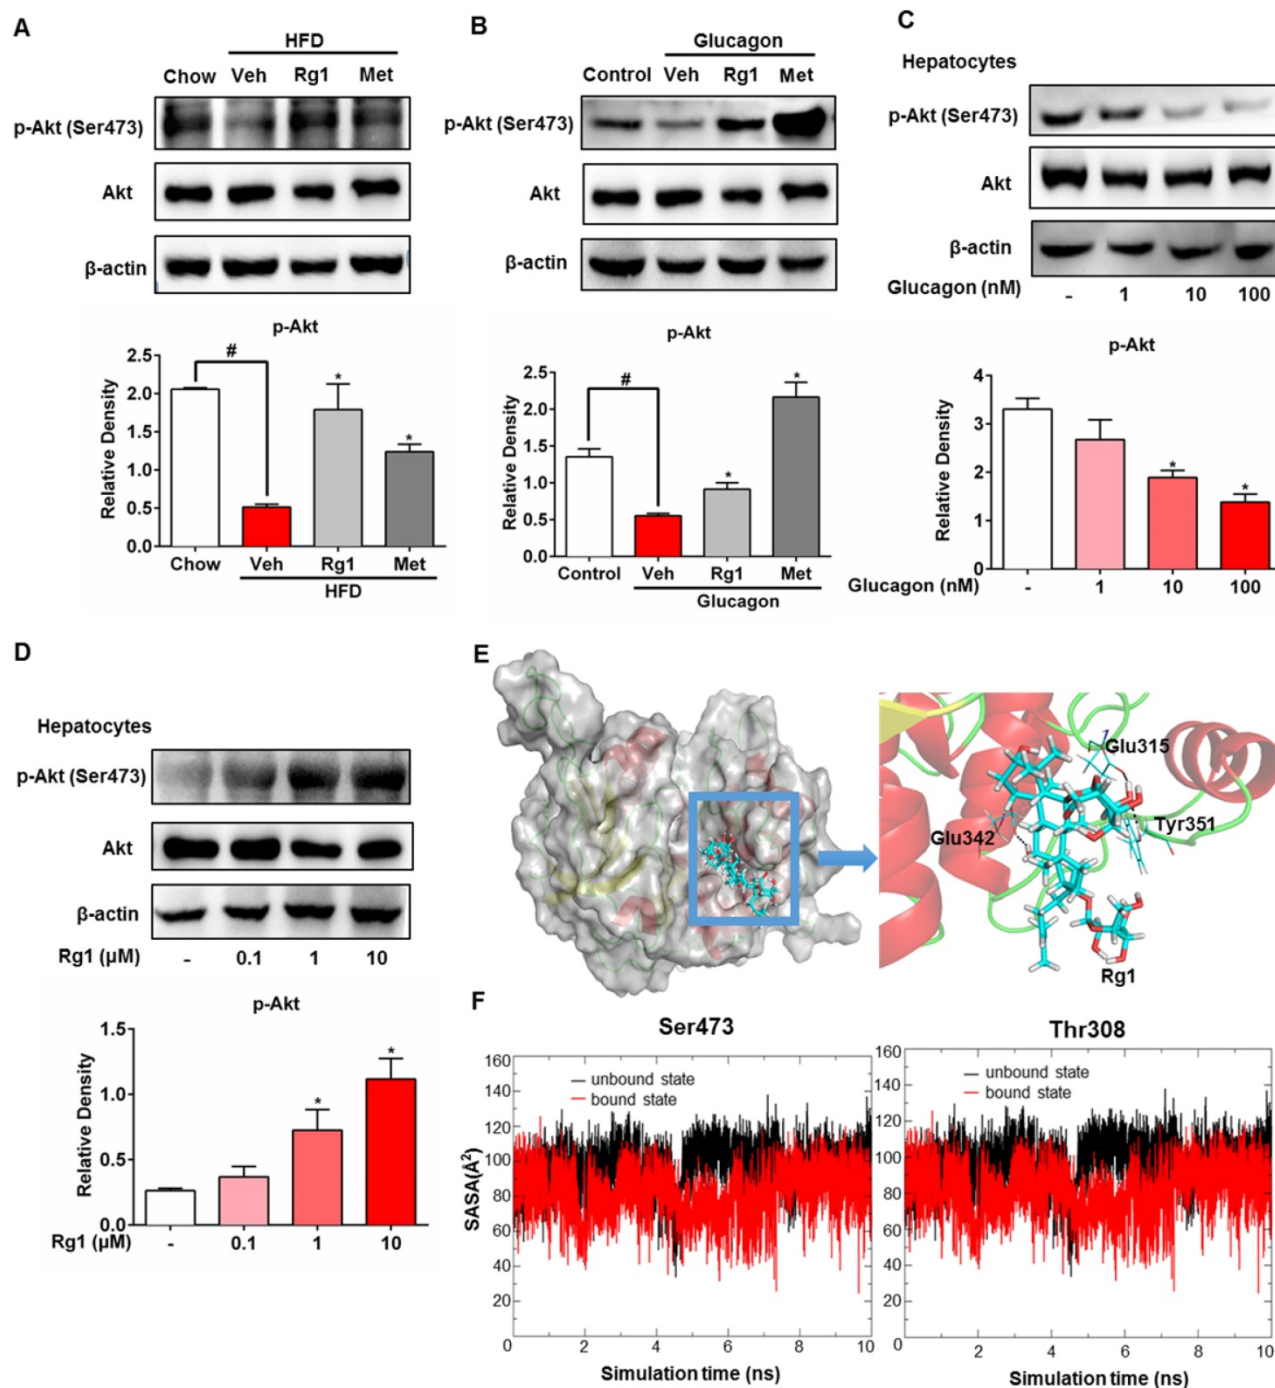 A
HFD
Chow Veh Rg1 Met
p-Akt (Ser473)
Akt
β-actin
p-Akt
Relative Density
2.5
2.0
1.5
1.0
0.5
0.0
#
*
*
Chow Veh Rg1 Met
HFD
B
Glucagon
Control Veh Rg1 Met
p-Akt (Ser473)
Akt
β-actin
p-Akt
Relative Density
2.5
2.0
1.5
1.0
0.5
0.0
#
*
*
Control Veh Rg1 Met
Glucagon
C
Hepatocytes
p-Akt (Ser473)
Akt
β-actin
Glucagon (nM) - 1 10 100
p-Akt
Relative Density
4
3
2
1
0
*
*
Glucagon (nM) - 1 10 100
D
Hepatocytes
p-Akt (Ser473)
Akt
β-actin
Rg1 (μM) - 0.1 1 10
p-Akt
Relative Density
1.5
1.0
0.5
0.0
*
*
Rg1 (μM) - 0.1 1 10
E
Glu315
Glu342
Tyr351
Rg1
F
Ser473
SASA(Å²)
160
140
120
100
80
60
40
20
unbound state
bound state
0 2 4 6 8 10
Simulation time (ns)
Thr308
160
140
120
100
80
60
40
20
unbound state
bound state
0 2 4 6 8 10
Simulation time (ns)